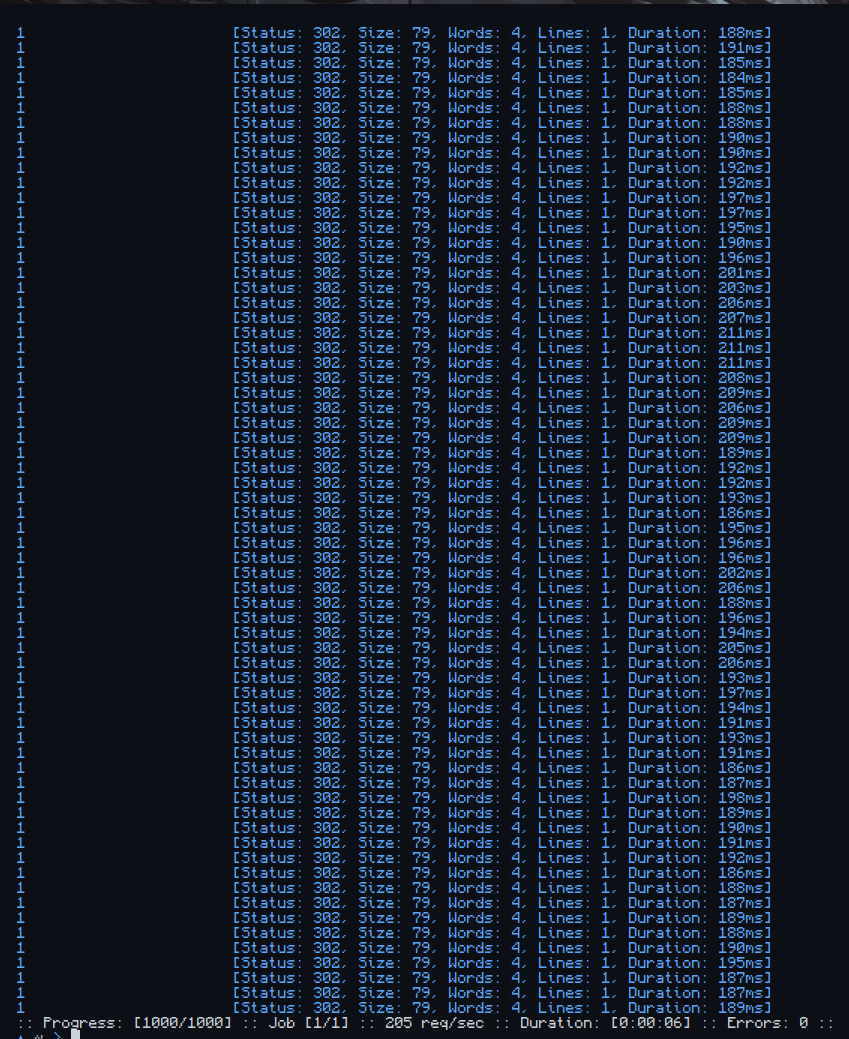 1 [Status: 302, Size: 79, Words: 4, Lines: 1, Duration: 188ms]
1 [Status: 302, Size: 79, Words: 4, Lines: 1, Duration: 191ms]
1 [Status: 302, Size: 79, Words: 4, Lines: 1, Duration: 185ms]
1 [Status: 302, Size: 79, Words: 4, Lines: 1, Duration: 184ms]
1 [Status: 302, Size: 79, Words: 4, Lines: 1, Duration: 185ms]
1 [Status: 302, Size: 79, Words: 4, Lines: 1, Duration: 188ms]
1 [Status: 302, Size: 79, Words: 4, Lines: 1, Duration: 188ms]
1 [Status: 302, Size: 79, Words: 4, Lines: 1, Duration: 190ms]
1 [Status: 302, Size: 79, Words: 4, Lines: 1, Duration: 190ms]
1 [Status: 302, Size: 79, Words: 4, Lines: 1, Duration: 192ms]
1 [Status: 302, Size: 79, Words: 4, Lines: 1, Duration: 192ms]
1 [Status: 302, Size: 79, Words: 4, Lines: 1, Duration: 197ms]
1 [Status: 302, Size: 79, Words: 4, Lines: 1, Duration: 197ms]
1 [Status: 302, Size: 79, Words: 4, Lines: 1, Duration: 195ms]
1 [Status: 302, Size: 79, Words: 4, Lines: 1, Duration: 190ms]
1 [Status: 302, Size: 79, Words: 4, Lines: 1, Duration: 196ms]
1 [Status: 302, Size: 79, Words: 4, Lines: 1, Duration: 201ms]
1 [Status: 302, Size: 79, Words: 4, Lines: 1, Duration: 203ms]
1 [Status: 302, Size: 79, Words: 4, Lines: 1, Duration: 206ms]
1 [Status: 302, Size: 79, Words: 4, Lines: 1, Duration: 207ms]
1 [Status: 302, Size: 79, Words: 4, Lines: 1, Duration: 211ms]
1 [Status: 302, Size: 79, Words: 4, Lines: 1, Duration: 211ms]
1 [Status: 302, Size: 79, Words: 4, Lines: 1, Duration: 211ms]
1 [Status: 302, Size: 79, Words: 4, Lines: 1, Duration: 208ms]
1 [Status: 302, Size: 79, Words: 4, Lines: 1, Duration: 209ms]
1 [Status: 302, Size: 79, Words: 4, Lines: 1, Duration: 206ms]
1 [Status: 302, Size: 79, Words: 4, Lines: 1, Duration: 209ms]
1 [Status: 302, Size: 79, Words: 4, Lines: 1, Duration: 209ms]
1 [Status: 302, Size: 79, Words: 4, Lines: 1, Duration: 189ms]
1 [Status: 302, Size: 79, Words: 4, Lines: 1, Duration: 192ms]
1 [Status: 302, Size: 79, Words: 4, Lines: 1, Duration: 192ms]
1 [Status: 302, Size: 79, Words: 4, Lines: 1, Duration: 193ms]
1 [Status: 302, Size: 79, Words: 4, Lines: 1, Duration: 186ms]
1 [Status: 302, Size: 79, Words: 4, Lines: 1, Duration: 195ms]
1 [Status: 302, Size: 79, Words: 4, Lines: 1, Duration: 196ms]
1 [Status: 302, Size: 79, Words: 4, Lines: 1, Duration: 196ms]
1 [Status: 302, Size: 79, Words: 4, Lines: 1, Duration: 202ms]
1 [Status: 302, Size: 79, Words: 4, Lines: 1, Duration: 206ms]
1 [Status: 302, Size: 79, Words: 4, Lines: 1, Duration: 188ms]
1 [Status: 302, Size: 79, Words: 4, Lines: 1, Duration: 196ms]
1 [Status: 302, Size: 79, Words: 4, Lines: 1, Duration: 194ms]
1 [Status: 302, Size: 79, Words: 4, Lines: 1, Duration: 205ms]
1 [Status: 302, Size: 79, Words: 4, Lines: 1, Duration: 206ms]
1 [Status: 302, Size: 79, Words: 4, Lines: 1, Duration: 193ms]
1 [Status: 302, Size: 79, Words: 4, Lines: 1, Duration: 197ms]
1 [Status: 302, Size: 79, Words: 4, Lines: 1, Duration: 194ms]
1 [Status: 302, Size: 79, Words: 4, Lines: 1, Duration: 191ms]
1 [Status: 302, Size: 79, Words: 4, Lines: 1, Duration: 193ms]
1 [Status: 302, Size: 79, Words: 4, Lines: 1, Duration: 191ms]
1 [Status: 302, Size: 79, Words: 4, Lines: 1, Duration: 186ms]
1 [Status: 302, Size: 79, Words: 4, Lines: 1, Duration: 187ms]
1 [Status: 302, Size: 79, Words: 4, Lines: 1, Duration: 198ms]
1 [Status: 302, Size: 79, Words: 4, Lines: 1, Duration: 189ms]
1 [Status: 302, Size: 79, Words: 4, Lines: 1, Duration: 190ms]
1 [Status: 302, Size: 79, Words: 4, Lines: 1, Duration: 191ms]
1 [Status: 302, Size: 79, Words: 4, Lines: 1, Duration: 192ms]
1 [Status: 302, Size: 79, Words: 4, Lines: 1, Duration: 186ms]
1 [Status: 302, Size: 79, Words: 4, Lines: 1, Duration: 188ms]
1 [Status: 302, Size: 79, Words: 4, Lines: 1, Duration: 187ms]
1 [Status: 302, Size: 79, Words: 4, Lines: 1, Duration: 189ms]
1 [Status: 302, Size: 79, Words: 4, Lines: 1, Duration: 188ms]
1 [Status: 302, Size: 79, Words: 4, Lines: 1, Duration: 190ms]
1 [Status: 302, Size: 79, Words: 4, Lines: 1, Duration: 195ms]
1 [Status: 302, Size: 79, Words: 4, Lines: 1, Duration: 187ms]
1 [Status: 302, Size: 79, Words: 4, Lines: 1, Duration: 187ms]
1 [Status: 302, Size: 79, Words: 4, Lines: 1, Duration: 189ms]
:: Progress: [1000/1000] :: Job [1/1] :: 205 req/sec :: Duration: [0:00:06] :: Errors: 0 ::